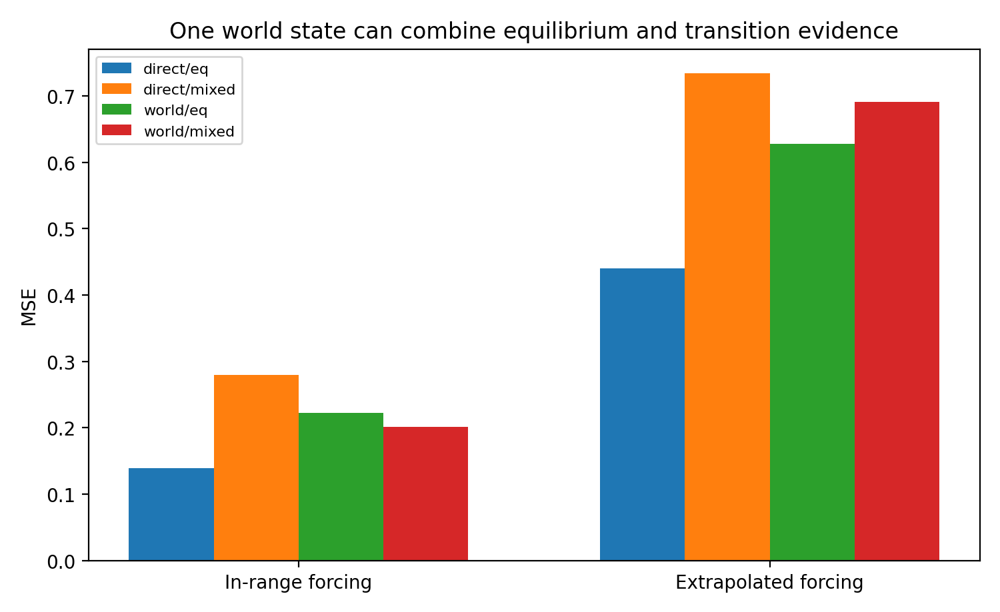 One world state can combine equilibrium and transition evidence
direct/eq
direct/mixed
world/eq
world/mixed
MSE
0.7
0.6
0.5
0.4
0.3
0.2
0.1
0.0
In-range forcing
Extrapolated forcing